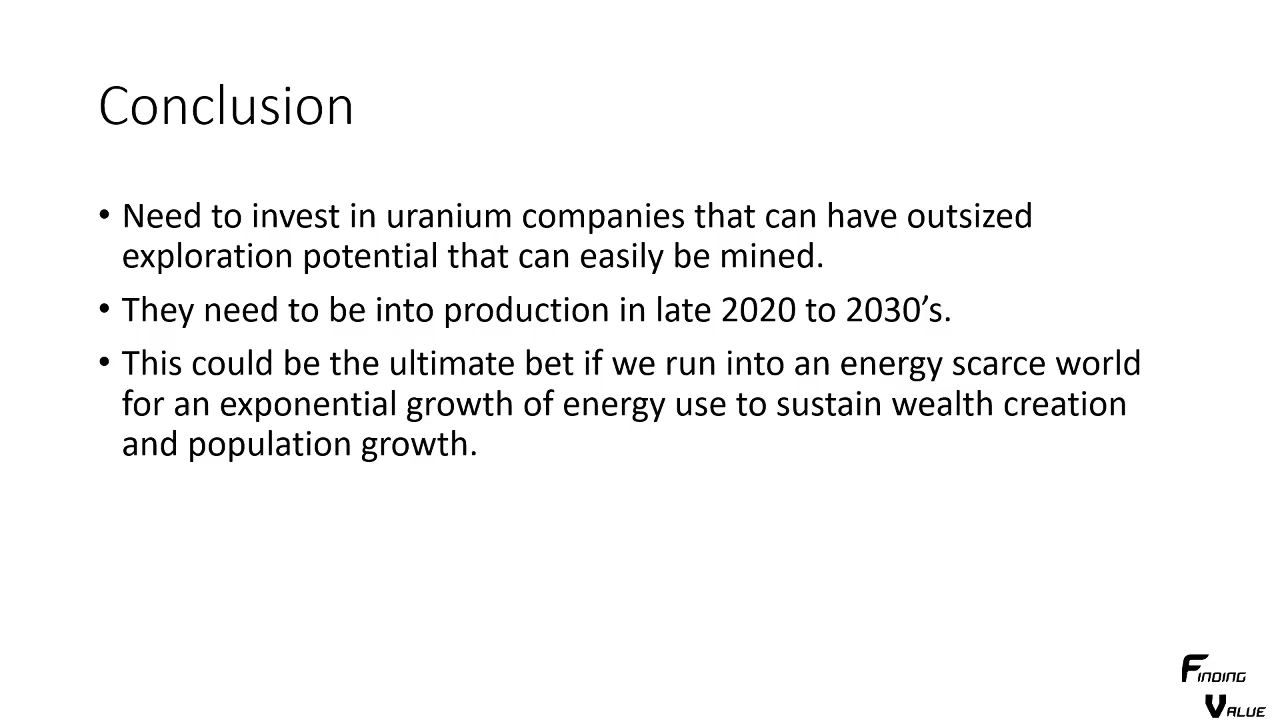 Conclusion
• Need to invest in uranium companies that can have outsized
exploration potential that can easily be mined.
• They need to be into production in late 2020 to 2030’s.
• This could be the ultimate bet if we run into an energy scarce world
for an exponential growth of energy use to sustain wealth creation
and population growth.
Finding
Value